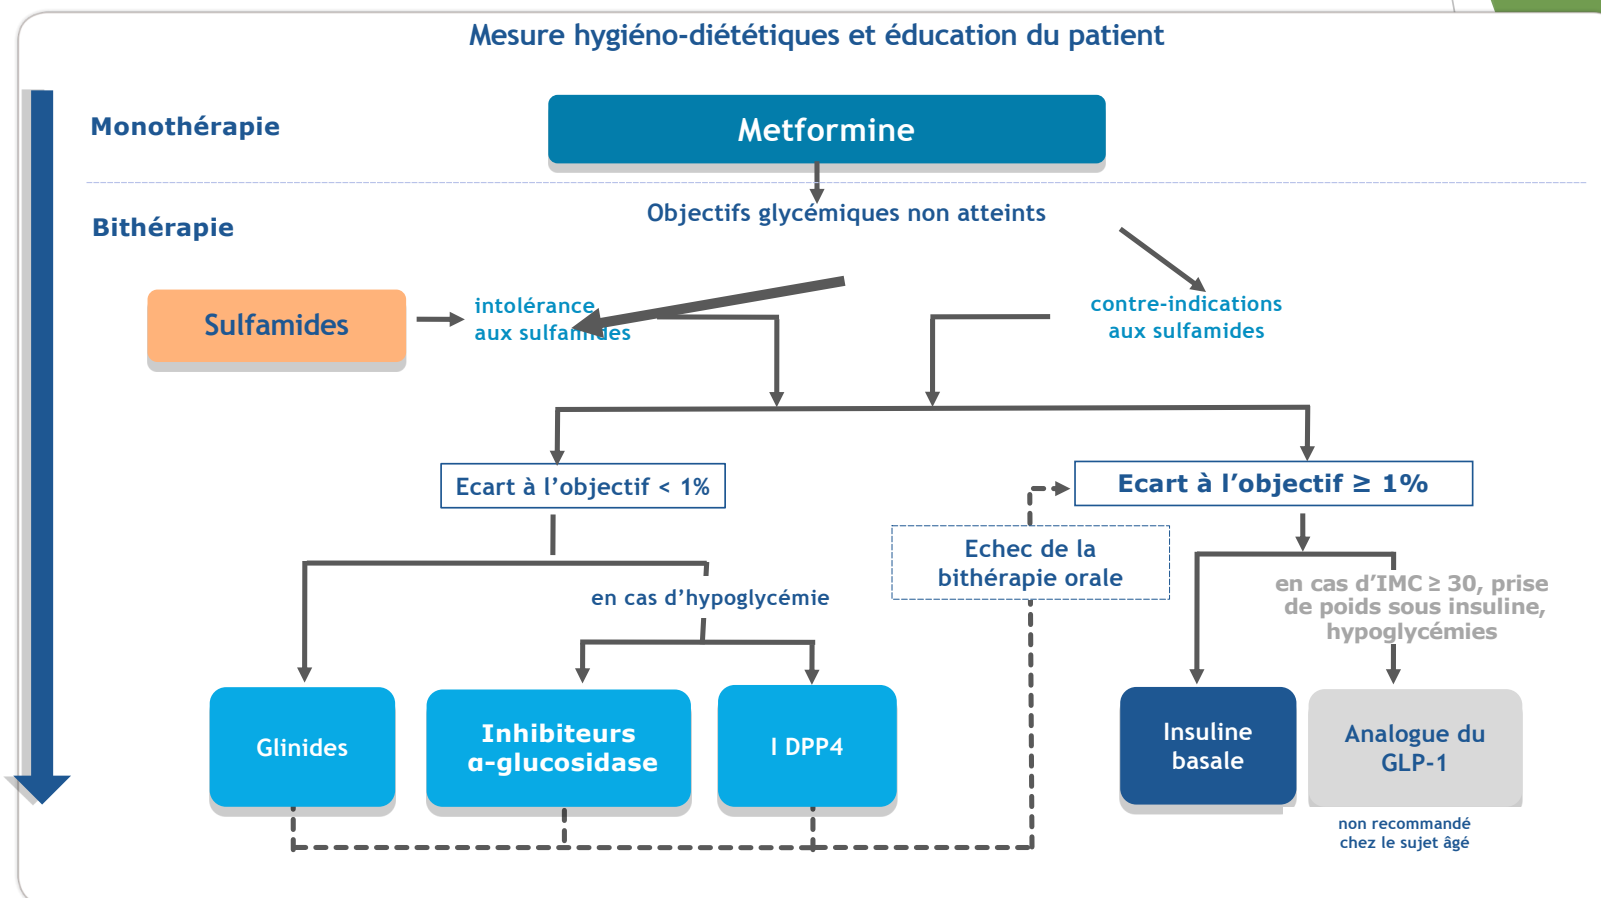 Mesure hygiéno-diététiques et éducation du patient
Monothérapie
Metformine
Bithérapie
Objectifs glycémiques non atteints
Sulfamides
intolérance
aux sulfamides
contre-indications
aux sulfamides
Ecart à l’objectif < 1%
Ecart à l’objectif ≥ 1%
Echec de la
bithérapie orale
en cas d’hypoglycémie
en cas d’IMC ≥ 30, prise
de poids sous insuline,
hypoglycémies
Glinides
Inhibiteurs
α-glucosidase
I DPP4
Insuline
basale
Analogue du
GLP-1
non recommandé
chez le sujet âgé